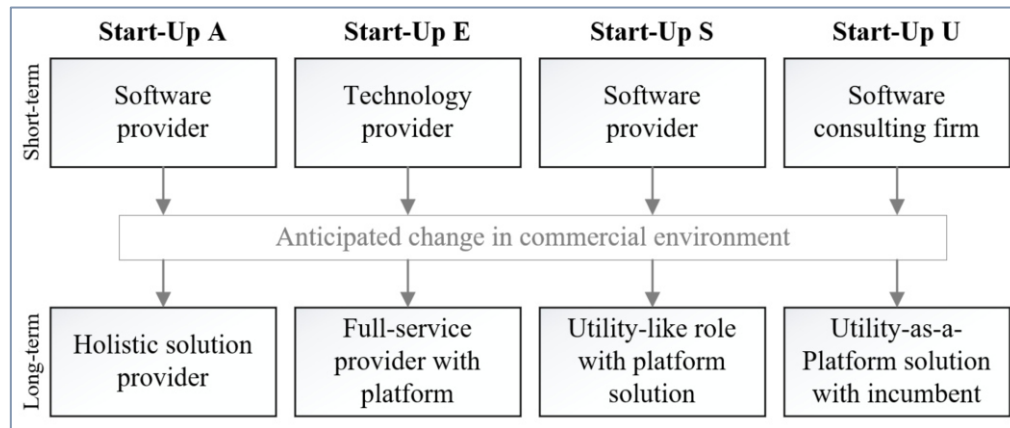 Start-Up A
Start-Up E
Start-Up S
Start-Up U
Short-term
Software
provider
Technology
provider
Software
provider
Software
consulting firm
Anticipated change in commercial environment
Long-term
Holistic solution
provider
Full-service
provider with
platform
Utility-like role
with platform
solution
Utility-as-a-
Platform solution
with incumbent